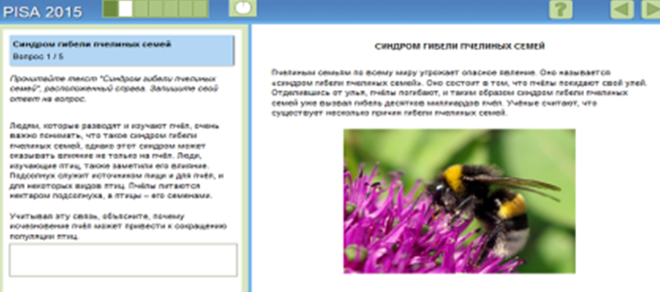 PISA 2015
?
Синдром гибели пчелиных семей
Вопрос 1 / 5
Прочитайте текст "Синдром гибели пчелиных
семей", расположенный справа. Запишите свой
ответ на вопрос.
Людям, которые разводят и изучают пчёл, очень
важно понимать, что такое синдром гибели
пчелиных семей, однако этот синдром может
оказывать влияние не только на пчёл. Люди,
изучающие птиц, также заметили его влияние.
Подсолнух служит источником пищи и для пчёл, и
для некоторых видов птиц. Пчёлы питаются
нектаром подсолнуха, а птицы – его семенами.
Учитывая эту связь, объясните, почему
исчезновение пчёл может привести к сокращению
популяции птиц.
СИНДРОМ ГИБЕЛИ ПЧЕЛИНЫХ СЕМЕЙ
Пчелиным семьям по всему миру угрожает опасное явление. Оно называется
«синдром гибели пчелиных семей». Оно состоит в том, что пчёлы покидают свой улей.
Отделившись от улья, пчёлы погибают, и таким образом синдром гибели пчелиных
семей уже вызвал гибель десятков миллиардов пчёл. Учёные считают, что
существует несколько причин гибели пчелиных семей.